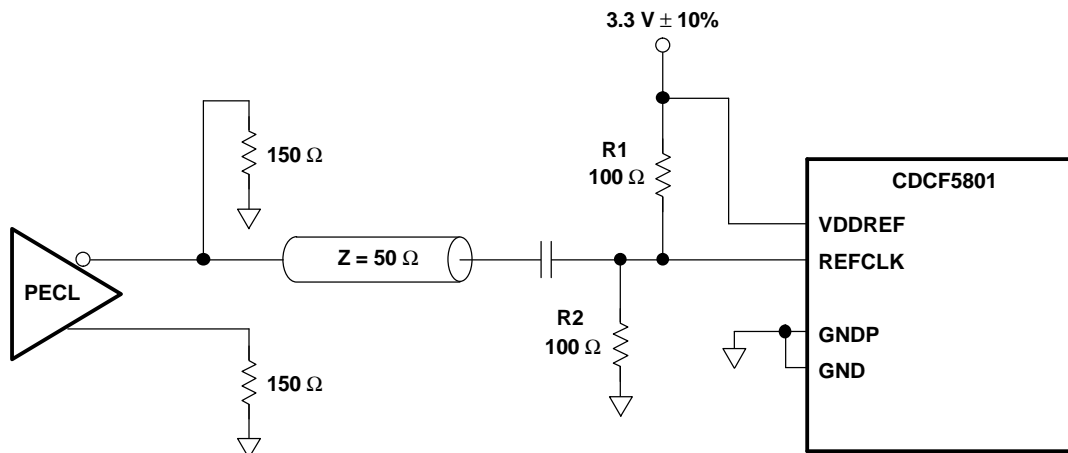 3.3 V ± 10%
150 Ω
R1
100 Ω
CDCF5801
VDDREF
REFCLK
Z = 50 Ω
PECL
R2
100 Ω
GNDP
GND
150 Ω